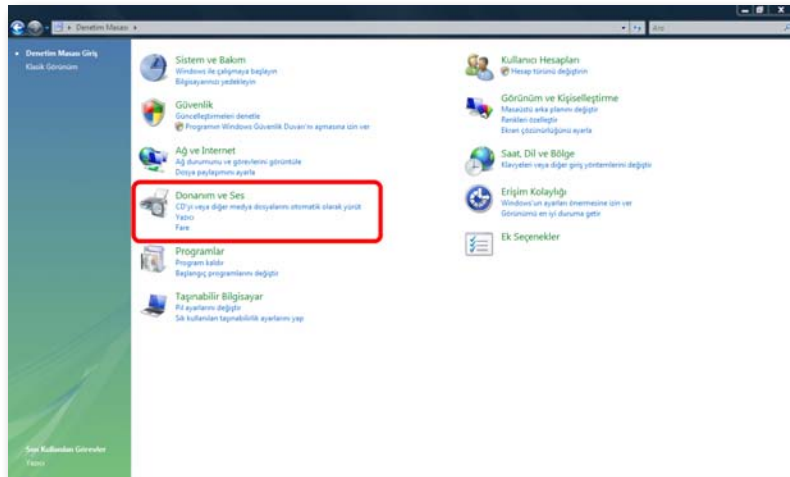 Denetim Masası
Ara
Denetim Masası Giriş
Klasik Görünüm
Sistem ve Bakım
Windows ile çalışmaya başlayın
Bilgisayarınızı yedekleyin
Güvenlik
Güncelleştirmeleri denetle
Programın Windows Güvenlik Duvarı'nı aşmasına izin ver
Ağ ve Internet
Ağ durumunu ve görevlerini görüntüle
Dosya paylaşımını ayarla
Donanım ve Ses
CD'yi veya diğer medya dosyalarını otomatik olarak yürüt
Yazıcı
Fare
Programlar
Program kaldır
Başlangıç programlarını değiştir
Taşınabilir Bilgisayar
Pil ayarlarını değiştir
Sık kullanılan taşınabilirlik ayarlarını yap
Kullanıcı Hesapları
Hesap türünü değiştirin
Görünüm ve Kişiselleştirme
Masaüstü arka planını değiştir
Renkleri özelleştir
Ekran çözünürlüğünü ayarla
Saat, Dil ve Bölge
Klavyeleri veya diğer giriş yöntemlerini değiştir
Erişim Kolaylığı
Windows'un ayarları önermesine izin ver
Görünümü en iyi duruma getir
Ek Seçenekler
Son Kullanılan Görevler
Yazıcı